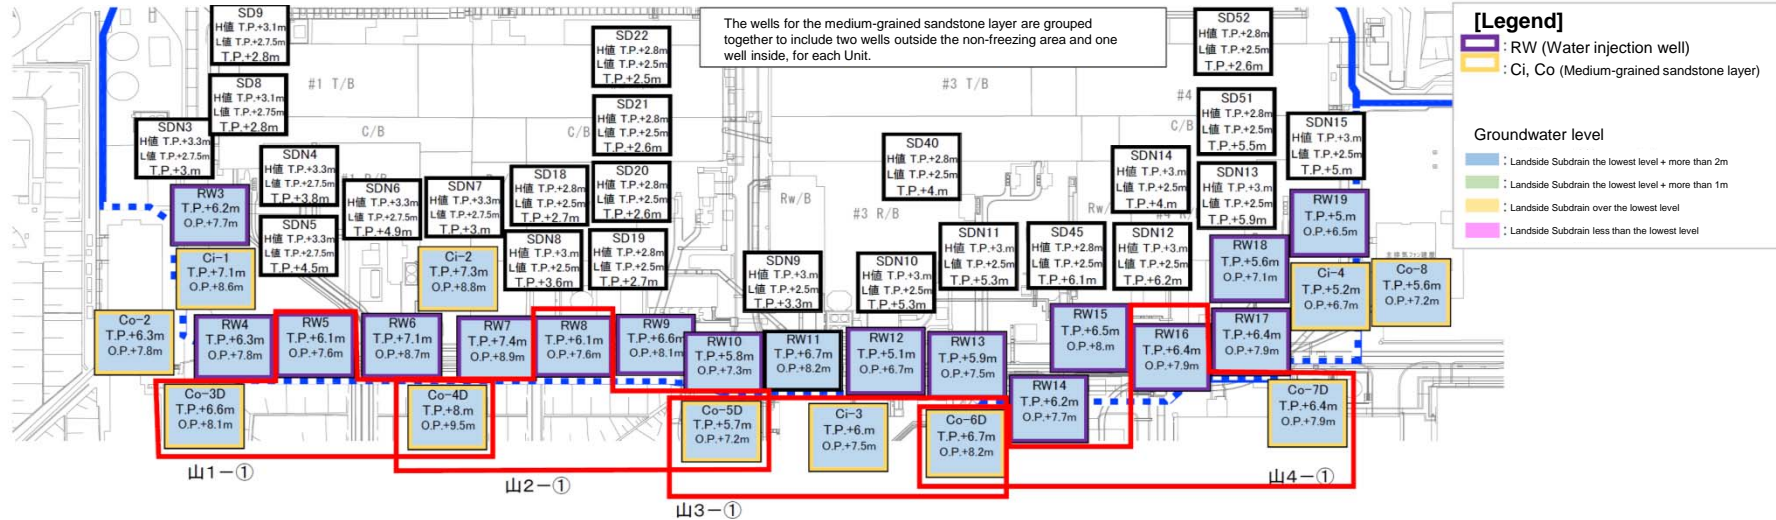 SD9
H値 T.P.+3.1m
L値 T.P.+2.75m
T.P.+2.8m
SD8
H値 T.P.+3.1m
L値 T.P.+2.75m
T.P.+2.8m
SDN3
H値 T.P.+3.3m
L値 T.P.+2.75m
T.P.+3.m
SDN4
H値 T.P.+3.3m
L値 T.P.+2.75m
T.P.+3.8m
SDN5
H値 T.P.+3.3m
L値 T.P.+2.75m
T.P.+4.5m
SDN6
H値 T.P.+3.3m
L値 T.P.+2.75m
T.P.+4.9m
SDN7
H値 T.P.+3.3m
L値 T.P.+2.75m
T.P.+3.m
SD18
H値 T.P.+2.8m
L値 T.P.+2.5m
T.P.+2.7m
SDN8
H値 T.P.+3.m
L値 T.P.+2.5m
T.P.+3.6m
SD22
H値 T.P.+2.8m
L値 T.P.+2.5m
T.P.+2.5m
SD21
H値 T.P.+2.8m
L値 T.P.+2.5m
T.P.+2.6m
SD20
H値 T.P.+2.8m
L値 T.P.+2.5m
T.P.+2.6m
SD19
H値 T.P.+2.8m
L値 T.P.+2.5m
T.P.+2.7m
The wells for the medium-grained sandstone layer are grouped
together to include two wells outside the non-freezing area and one
well inside, for each Unit.
#1 T/B
C/B
C/B
#3 T/B
#4
C/B
Rw/B
#3 R/B
SD40
H値 T.P.+2.8m
L値 T.P.+2.5m
T.P.+4.m
SDN9
H値 T.P.+3.m
L値 T.P.+2.5m
T.P.+3.3m
SDN10
H値 T.P.+3.m
L値 T.P.+2.5m
T.P.+5.3m
SDN11
H値 T.P.+3.m
L値 T.P.+2.5m
T.P.+5.3m
SD45
H値 T.P.+2.8m
L値 T.P.+2.5m
T.P.+6.1m
SDN12
H値 T.P.+3.m
L値 T.P.+2.5m
T.P.+6.2m
SDN14
H値 T.P.+3.m
L値 T.P.+2.5m
T.P.+4.m
SD52
H値 T.P.+2.8m
L値 T.P.+2.5m
T.P.+2.6m
SD51
H値 T.P.+2.8m
L値 T.P.+2.5m
T.P.+5.5m
SDN13
H値 T.P.+3.m
L値 T.P.+2.5m
T.P.+5.9m
SDN15
H値 T.P.+3.m
L値 T.P.+2.5m
T.P.+5.m
RW3
T.P.+6.2m
O.P.+7.7m
Ci-1
T.P.+7.1m
O.P.+8.6m
Ci-2
T.P.+7.3m
O.P.+8.8m
RW19
T.P.+5.m
O.P.+6.5m
RW18
T.P.+5.6m
O.P.+7.1m
Ci-4
T.P.+5.2m
O.P.+6.7m
Co-8
T.P.+5.6m
O.P.+7.2m
Co-2
T.P.+6.3m
O.P.+7.8m
RW4
T.P.+6.3m
O.P.+7.8m
RW5
T.P.+6.1m
O.P.+7.6m
RW6
T.P.+7.1m
O.P.+8.7m
RW7
T.P.+7.4m
O.P.+8.9m
RW8
T.P.+6.1m
O.P.+7.6m
RW9
T.P.+6.6m
O.P.+8.1m
RW10
T.P.+5.8m
O.P.+7.3m
RW11
T.P.+6.7m
O.P.+8.2m
RW12
T.P.+5.1m
O.P.+6.7m
RW13
T.P.+5.9m
O.P.+7.5m
RW14
T.P.+6.2m
O.P.+7.7m
RW15
T.P.+6.5m
O.P.+8.m
RW16
T.P.+6.4m
O.P.+7.9m
RW17
T.P.+6.4m
O.P.+7.9m
Co-3D
T.P.+6.6m
O.P.+8.1m
Co-4D
T.P.+8.m
O.P.+9.5m
Co-5D
T.P.+5.7m
O.P.+7.2m
Ci-3
T.P.+6.m
O.P.+7.5m
Co-6D
T.P.+6.7m
O.P.+8.2m
Co-7D
T.P.+6.4m
O.P.+7.9m
山1-①
山2-①
山3-①
山4-①
[Legend]
: RW (Water injection well)
: Ci, Co (Medium-grained sandstone layer)
Groundwater level
: Landside Subdrain the lowest level + more than 2m
: Landside Subdrain the lowest level + more than 1m
: Landside Subdrain over the lowest level
: Landside Subdrain less than the lowest level